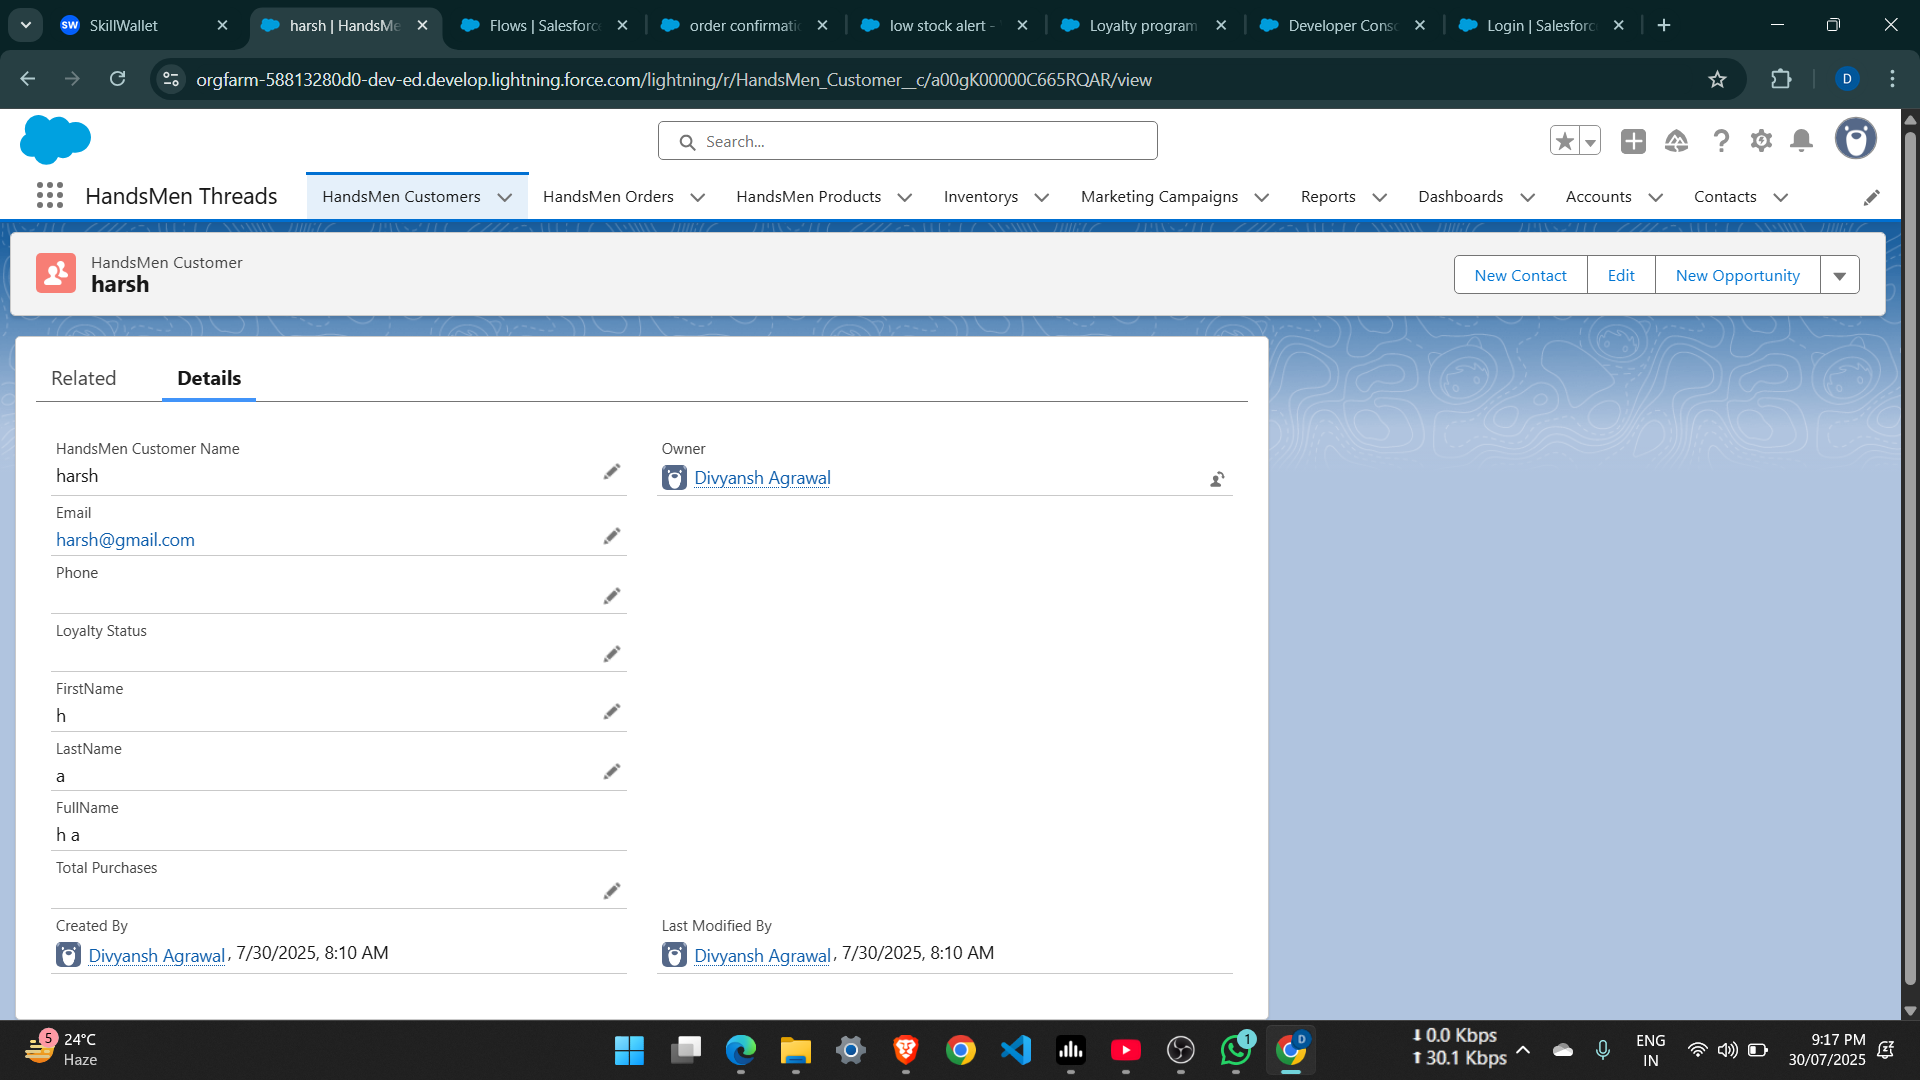 SkillWallet
harsh | HandsMe
Flows | Salesforc
order confirmati
low stock alert -
Loyalty program
Developer Cons
Login | Salesforc
orgfarm-58813280d0-dev-ed.develop.lightning.force.com/lightning/r/HandsMen_Customer__c/a00gK00000C665RQAR/view
D
Search...
HandsMen Threads
HandsMen Customers
HandsMen Orders
HandsMen Products
Inventorys
Marketing Campaigns
Reports
Dashboards
Accounts
Contacts
HandsMen Customer
harsh
New Contact
Edit
New Opportunity
Related
Details
HandsMen Customer Name
harsh
Owner
Divyansh Agrawal
Email
harsh@gmail.com
Phone
Loyalty Status
FirstName
h
LastName
a
FullName
h a
Total Purchases
Created By
Divyansh Agrawal, 7/30/2025, 8:10 AM
Last Modified By
Divyansh Agrawal, 7/30/2025, 8:10 AM
5
24°C
Haze
1
D
0.0 Kbps
30.1 Kbps
ENG
IN
9:17 PM
30/07/2025